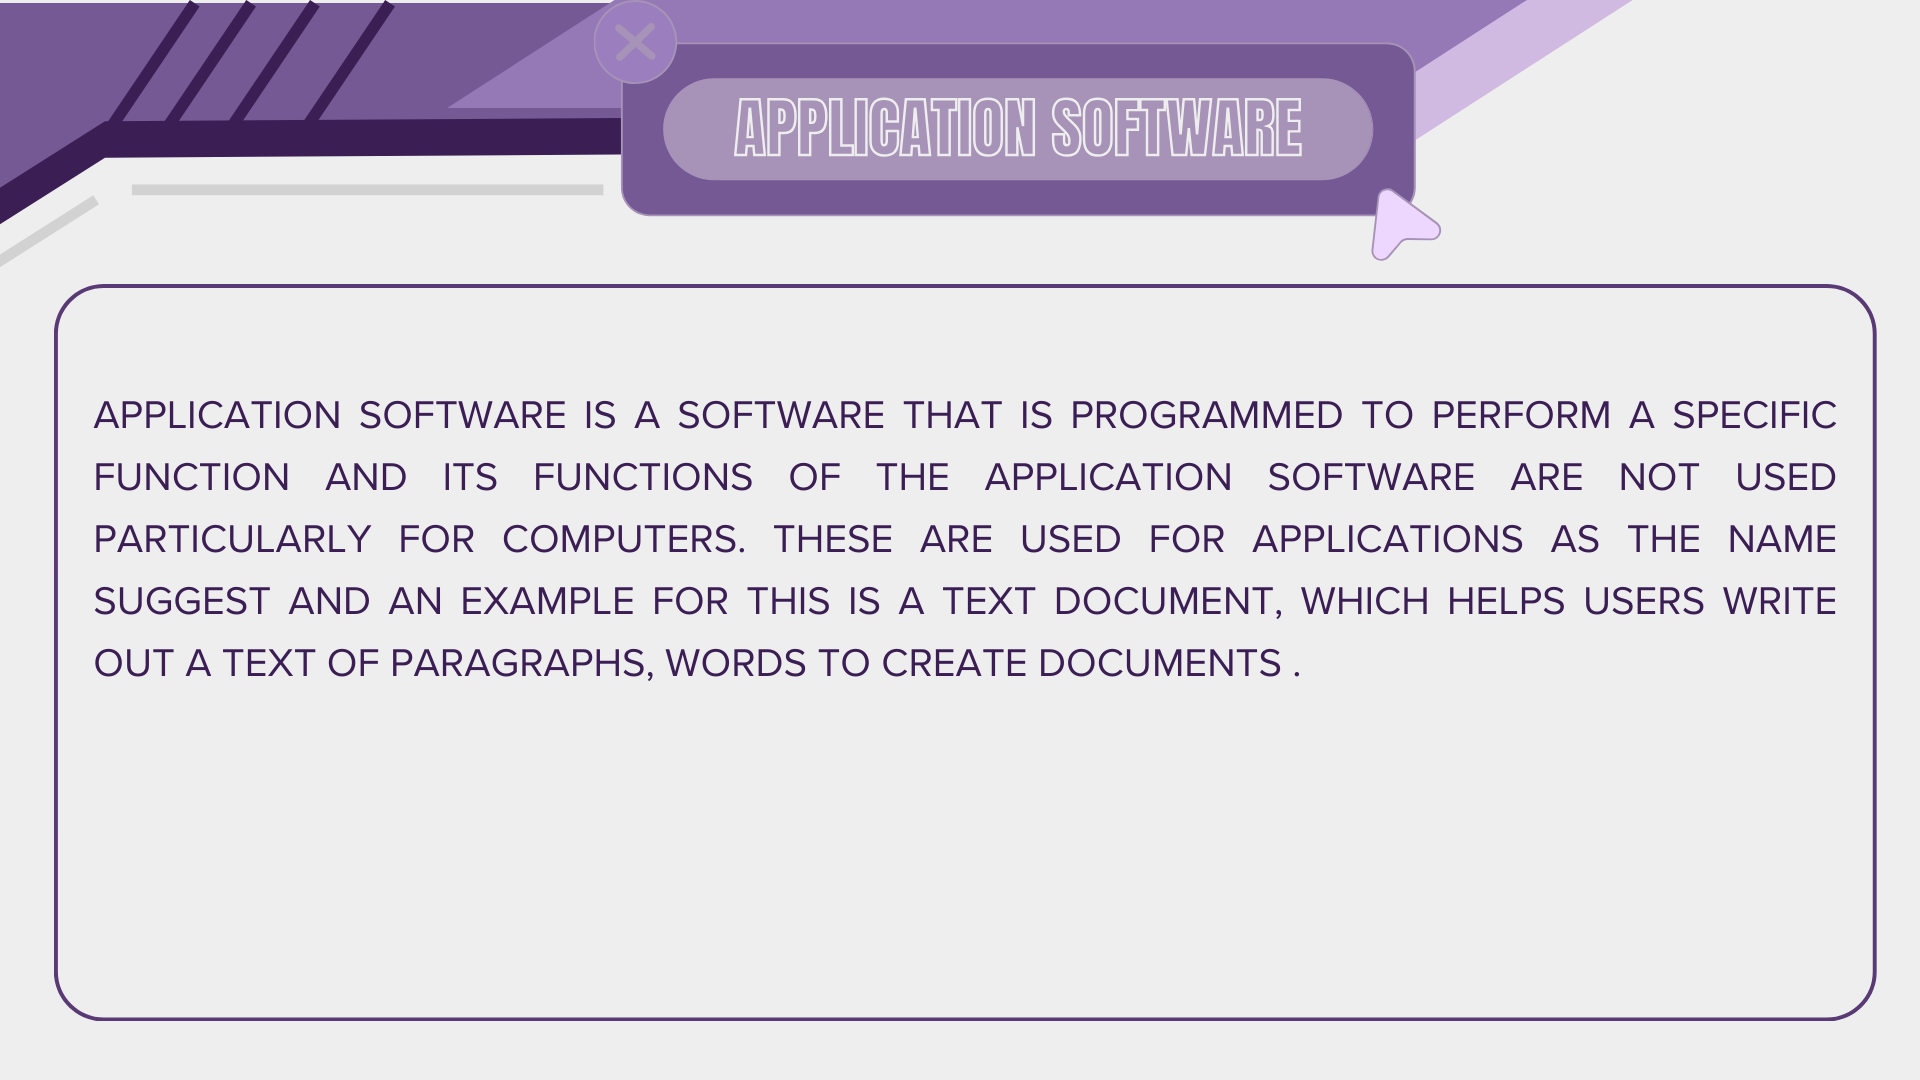 APPLICATION SOFTWARE
APPLICATION SOFTWARE IS A SOFTWARE THAT IS PROGRAMMED TO PERFORM A SPECIFIC
FUNCTION AND ITS FUNCTIONS OF THE APPLICATION SOFTWARE ARE NOT USED
PARTICULARLY FOR COMPUTERS. THESE ARE USED FOR APPLICATIONS AS THE NAME
SUGGEST AND AN EXAMPLE FOR THIS IS A TEXT DOCUMENT, WHICH HELPS USERS WRITE
OUT A TEXT OF PARAGRAPHS, WORDS TO CREATE DOCUMENTS .